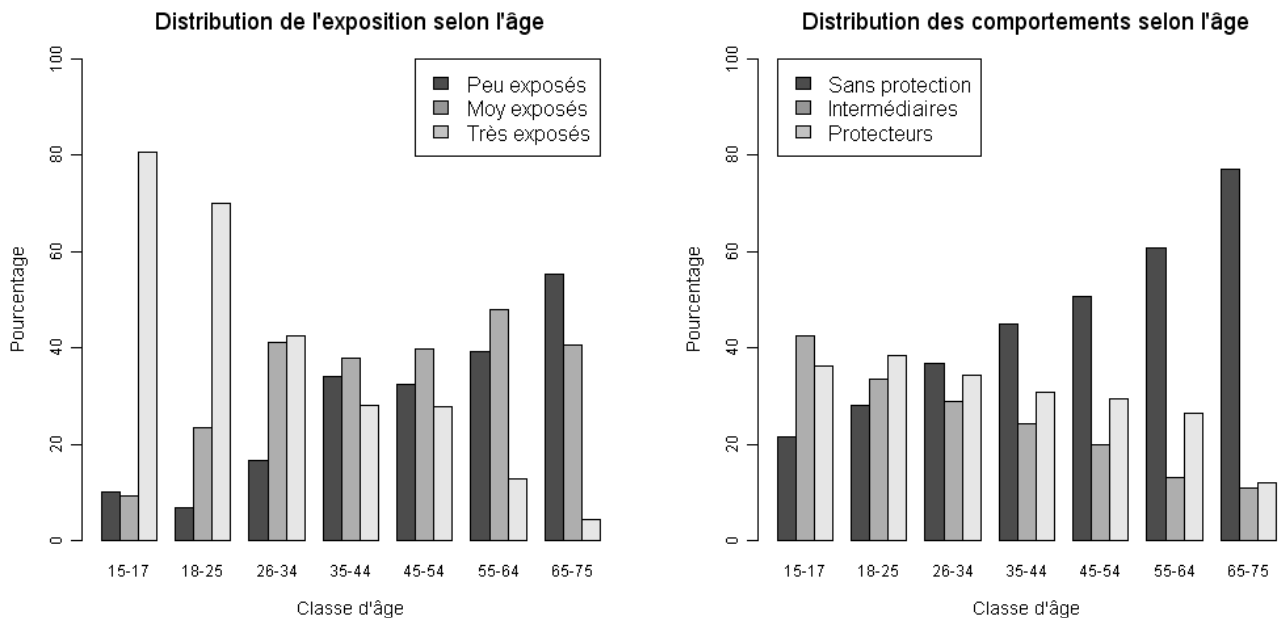 Distribution de l'exposition selon l'âge
Pourcentage
100
80
60
40
20
0
Peu exposés
Moy exposés
Très exposés
15-17 18-25 26-34 35-44 45-54 55-64 65-75
Classe d'âge
Distribution des comportements selon l'âge
Pourcentage
100
80
60
40
20
0
Sans protection
Intermédiaires
Protecteurs
15-17 18-25 26-34 35-44 45-54 55-64 65-75
Classe d'âge